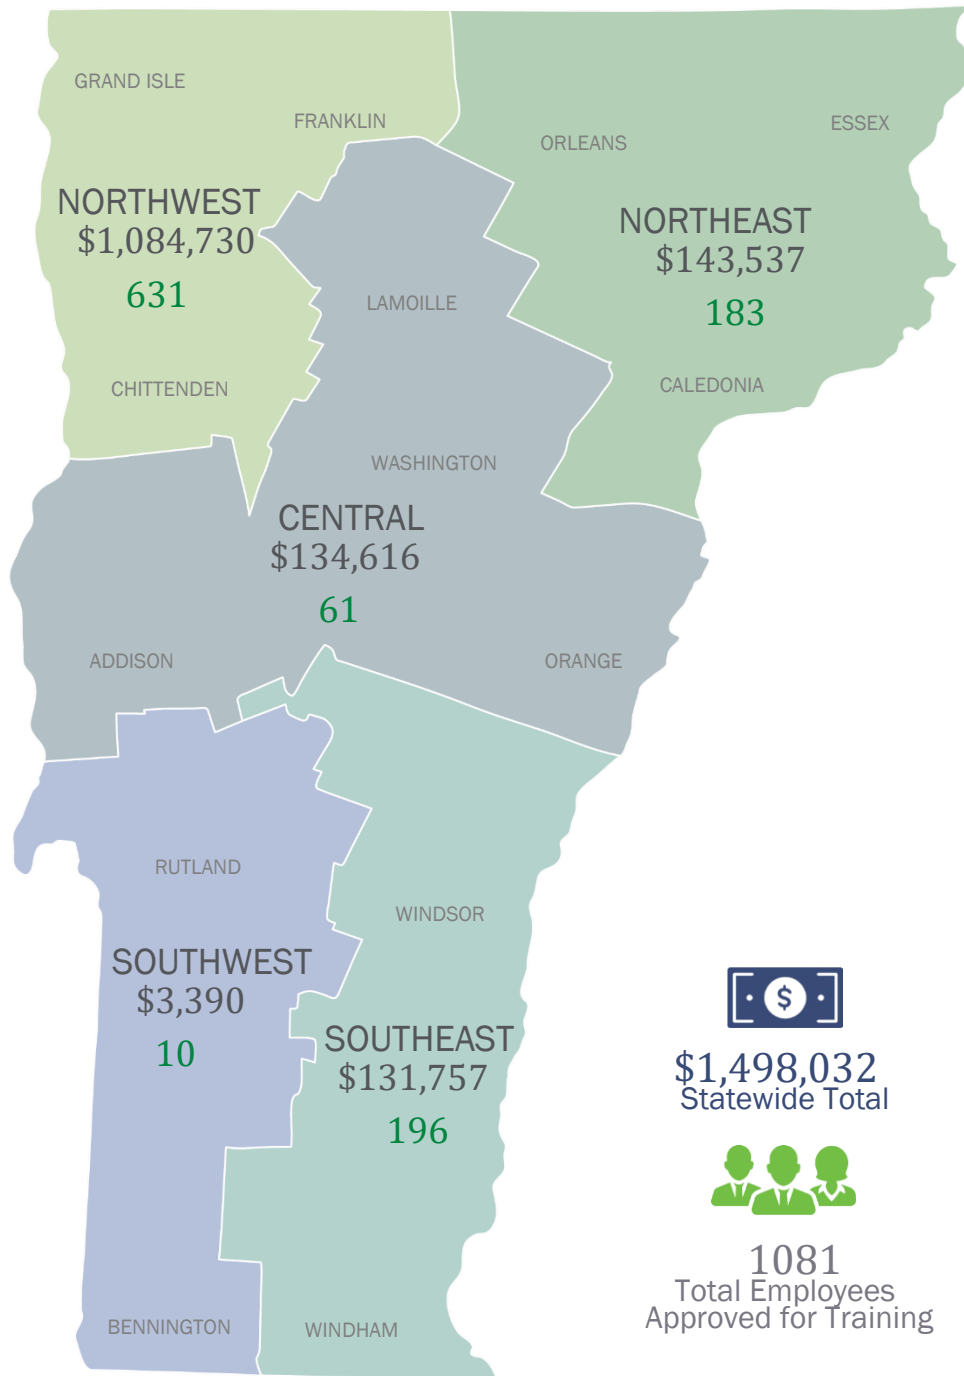 GRAND ISLE
FRANKLIN
NORTHWEST
$1,084,730
631
CHITTENDEN
ORLEANS
ESSEX
NORTHEAST
$143,537
183
CALEDONIA
LAMOILLE
WASHINGTON
CENTRAL
$134,616
61
ADDISON
ORANGE
RUTLAND
SOUTHWEST
$3,390
10
BENNINGTON
WINDSOR
SOUTHEAST
$131,757
196
WINDHAM
$
$1,498,032
Statewide Total
1081
Total Employees
Approved for Training